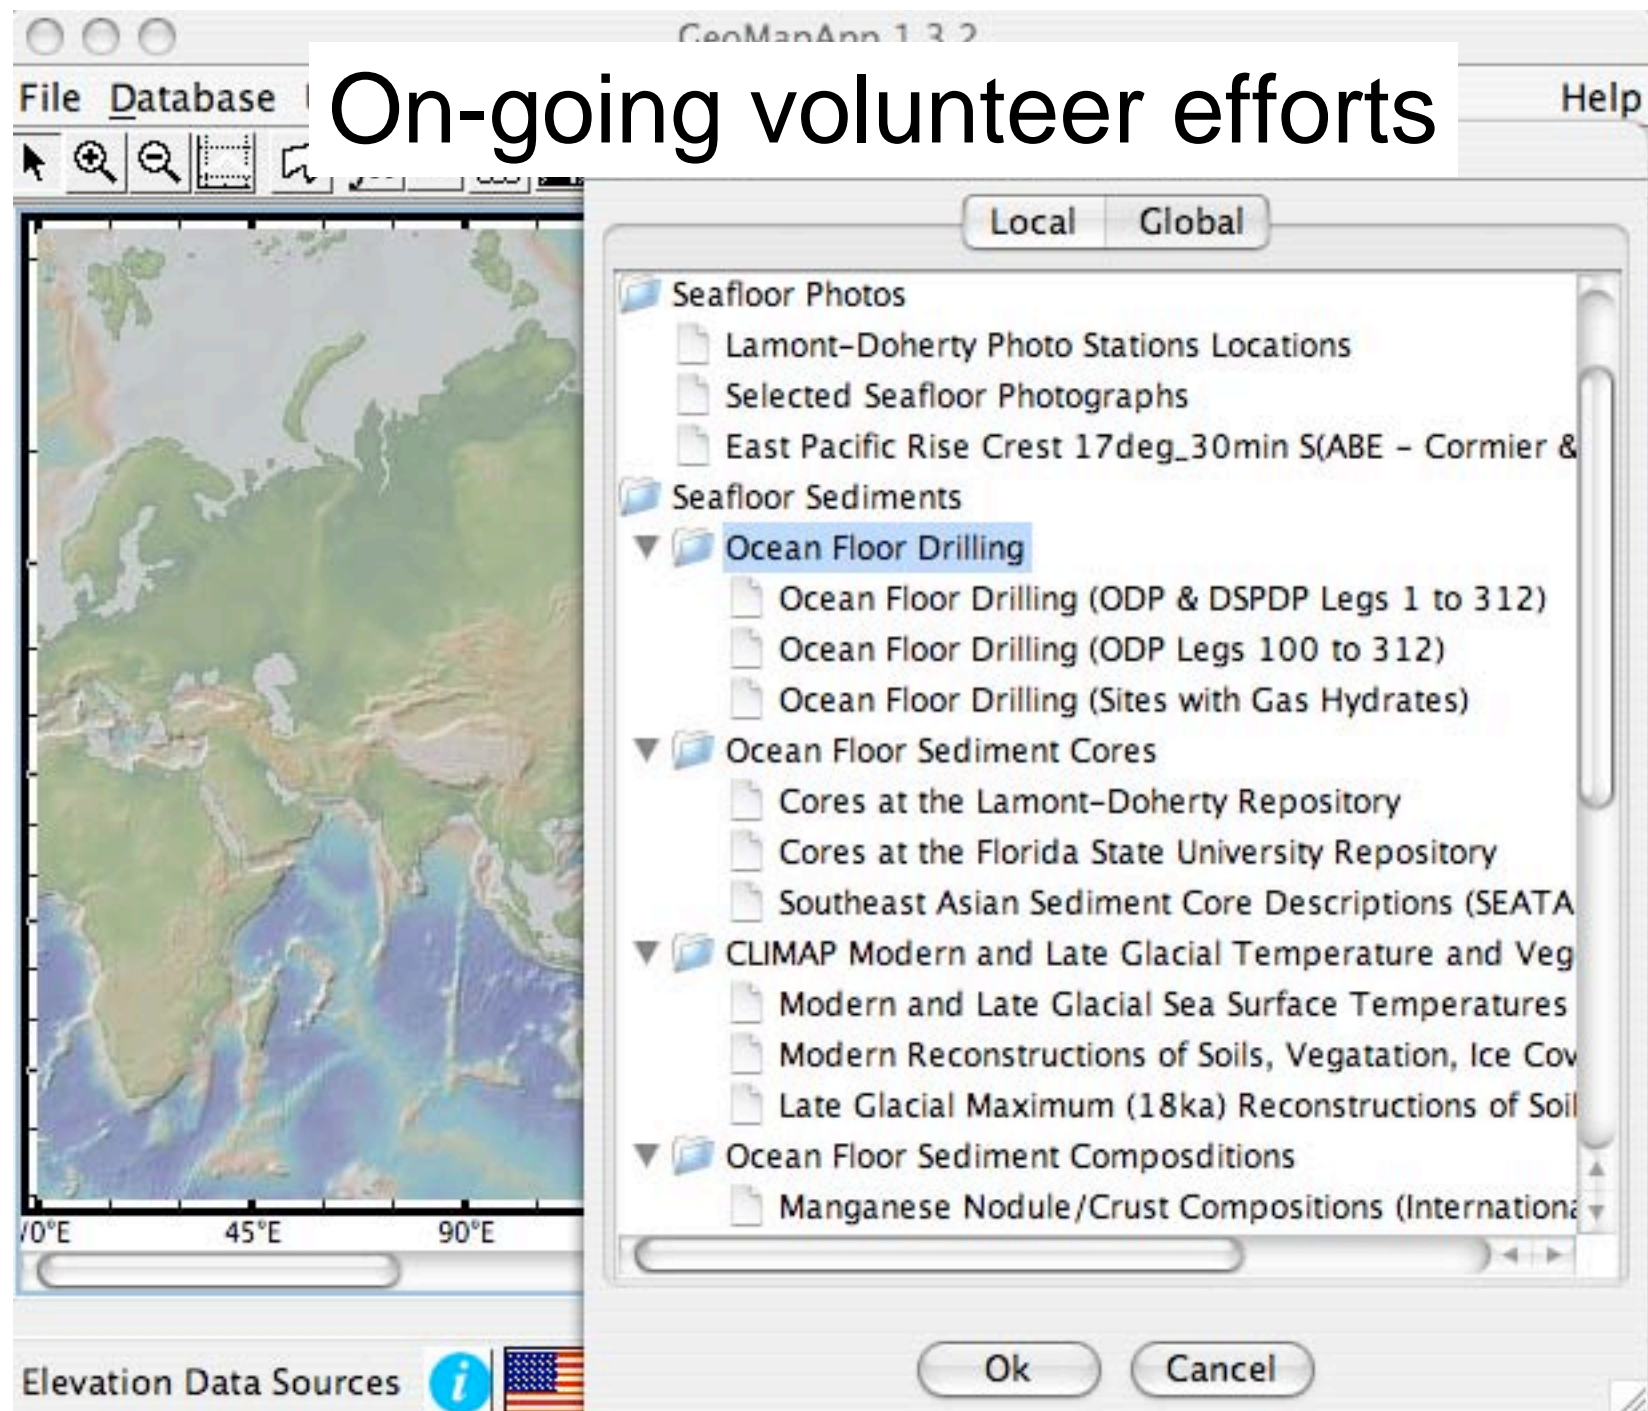 GeoMapApp 1.3.2
On-going volunteer efforts
File Database Help
Local Global
Seafloor Photos
Lamont-Doherty Photo Stations Locations
Selected Seafloor Photographs
East Pacific Rise Crest 17deg_30min S(ABE – Cormier &
Seafloor Sediments
Ocean Floor Drilling
Ocean Floor Drilling (ODP & DSPDP Legs 1 to 312)
Ocean Floor Drilling (ODP Legs 100 to 312)
Ocean Floor Drilling (Sites with Gas Hydrates)
Ocean Floor Sediment Cores
Cores at the Lamont-Doherty Repository
Cores at the Florida State University Repository
Southeast Asian Sediment Core Descriptions (SEATA
CLIMAP Modern and Late Glacial Temperature and Veg
Modern and Late Glacial Sea Surface Temperatures
Modern Reconstructions of Soils, Vegatation, Ice Cov
Late Glacial Maximum (18ka) Reconstructions of Soil
Ocean Floor Sediment Composditions
Manganese Nodule/Crust Compositions (Internationa
0°E 45°E 90°E
Ok Cancel
Elevation Data Sources i